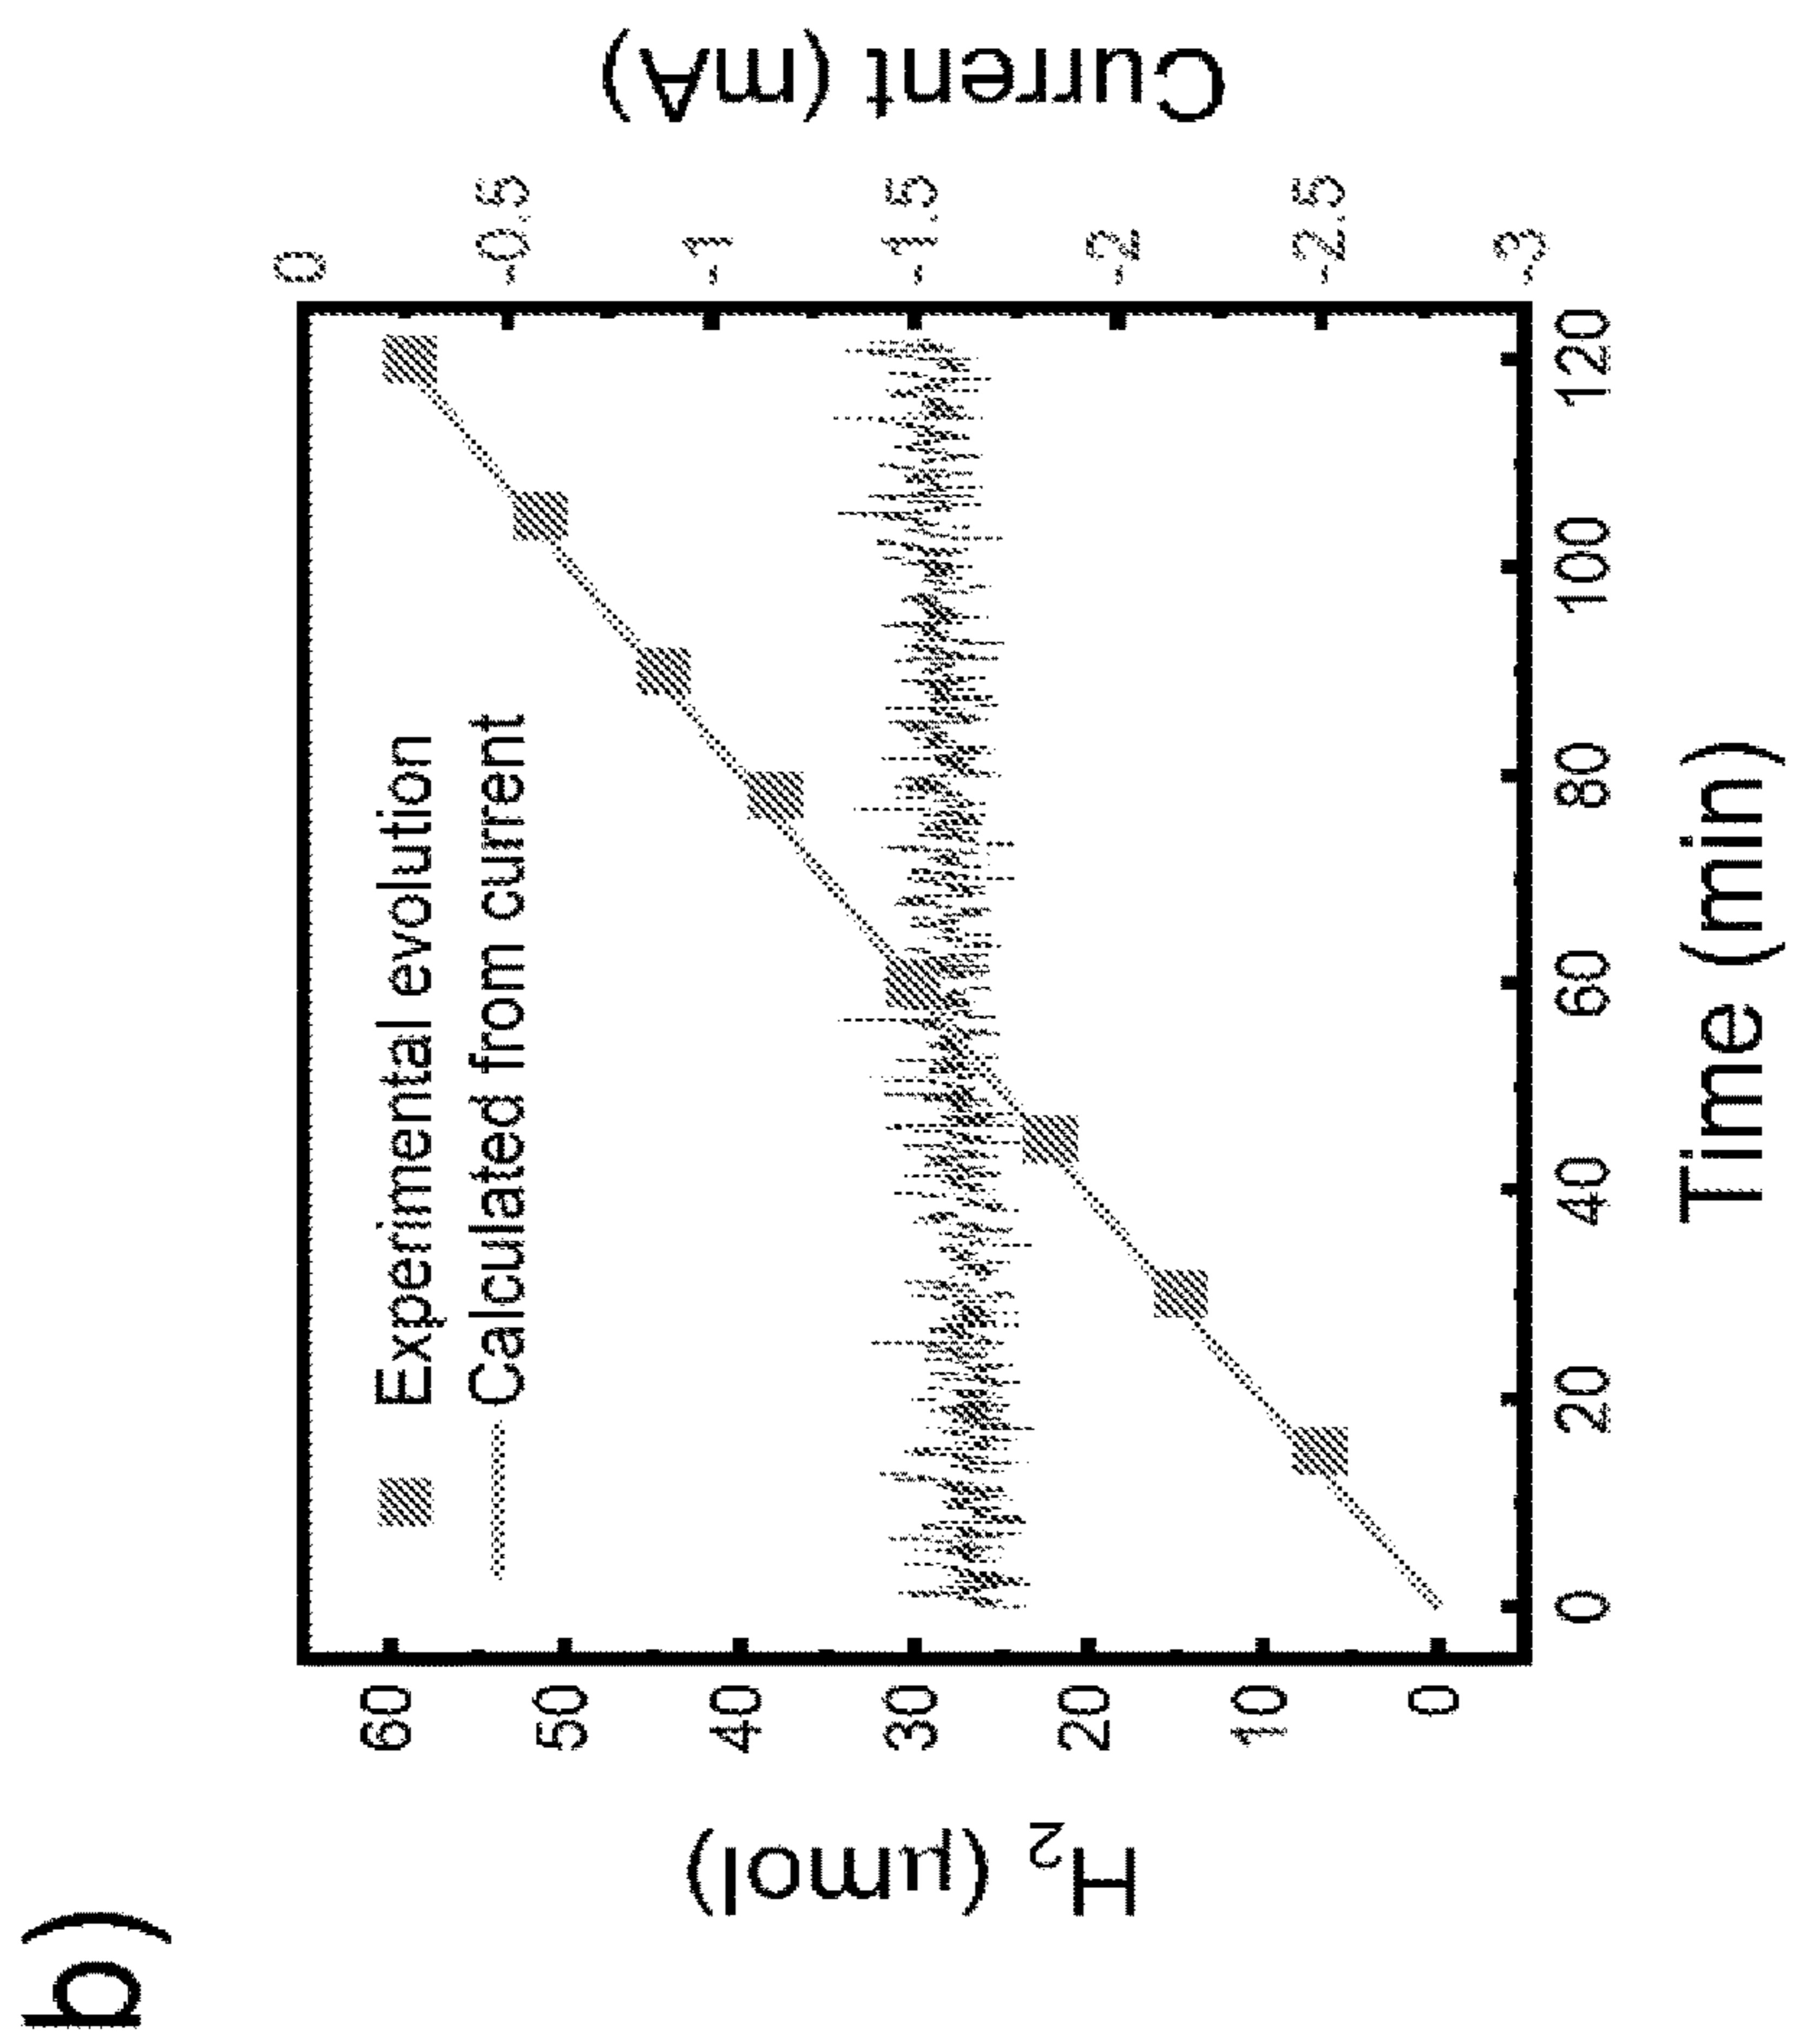 b)
Experimental evolution
Calculated from current
H2 (μmol)
60
50
40
30
20
10
0
Current (mA)
0
-0.5
-1
-1.5
-2
-2.5
-3
0 20 40 60 80 100 120
Time (min)